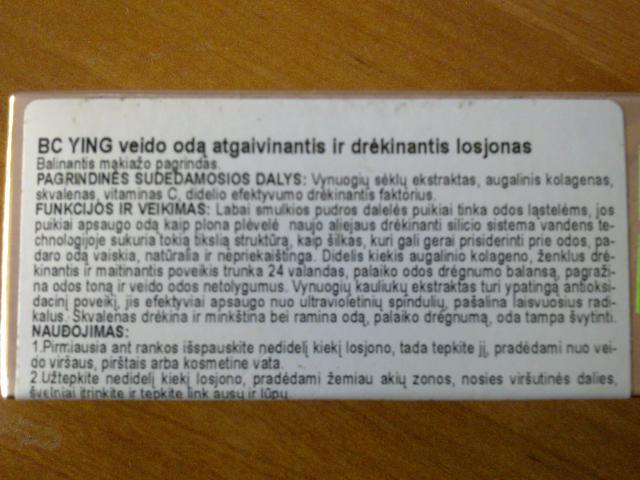 BC YING veido odą atgaivinantis ir drėkinantis losjonas
Balinantis makiažo pagrindas.
PAGRINDINĖS SUDEDAMOSIOS DALYS: Vynuogių sėklų ekstraktas, augalinis kolagenas,
skvalenas, vitaminas C, didelio efektyvumo drėkinantis faktorius.
FUNKCIJOS IR VEIKIMAS: Labai smulkios pudros dalelės puikiai tinka odos ląstelėms, jos
puikiai apsaugo odą kaip plona plėvelė naujo aliejaus drėkinanti silicio sistema vandens te-
chnologijoje sukuria tokią tikslią struktūrą, kaip šilkas, kuri gali gerai prisiderinti prie odos, pa-
daro odą vaiskia, natūralia ir nepriekaištinga. Didelis kiekis augalinio kolageno, ženklus drė-
kinantis ir maitinantis poveikis trunka 24 valandas, palaiko odos drėgnumo balansą, pagraži-
na odos toną ir veido odos netolygumus. Vynuogių kauliukų ekstraktas turi ypatingą antioksi-
dacinį poveikį, jis efektyviai apsaugo nuo ultravioletinių spindulių, pašalina laisvuosius radi-
kalus. Skvalenas drėkina ir minkština bei ramina odą, palaiko drėgnumą, oda tampa švytinti.
NAUDOJIMAS:
1.Pirmiausia ant rankos išspauskite nedidelį kiekį losjono, tada tepkite jį, pradėdami nuo vei-
do viršaus, pirštais arba kosmetine vata.
2.Užtepkite nedidelį kiekį losjono, pradėdami žemiau akių zonos, nosies viršutinės dalies,
švelniai įtrinkite ir tepkite link ausų ir lūpų.